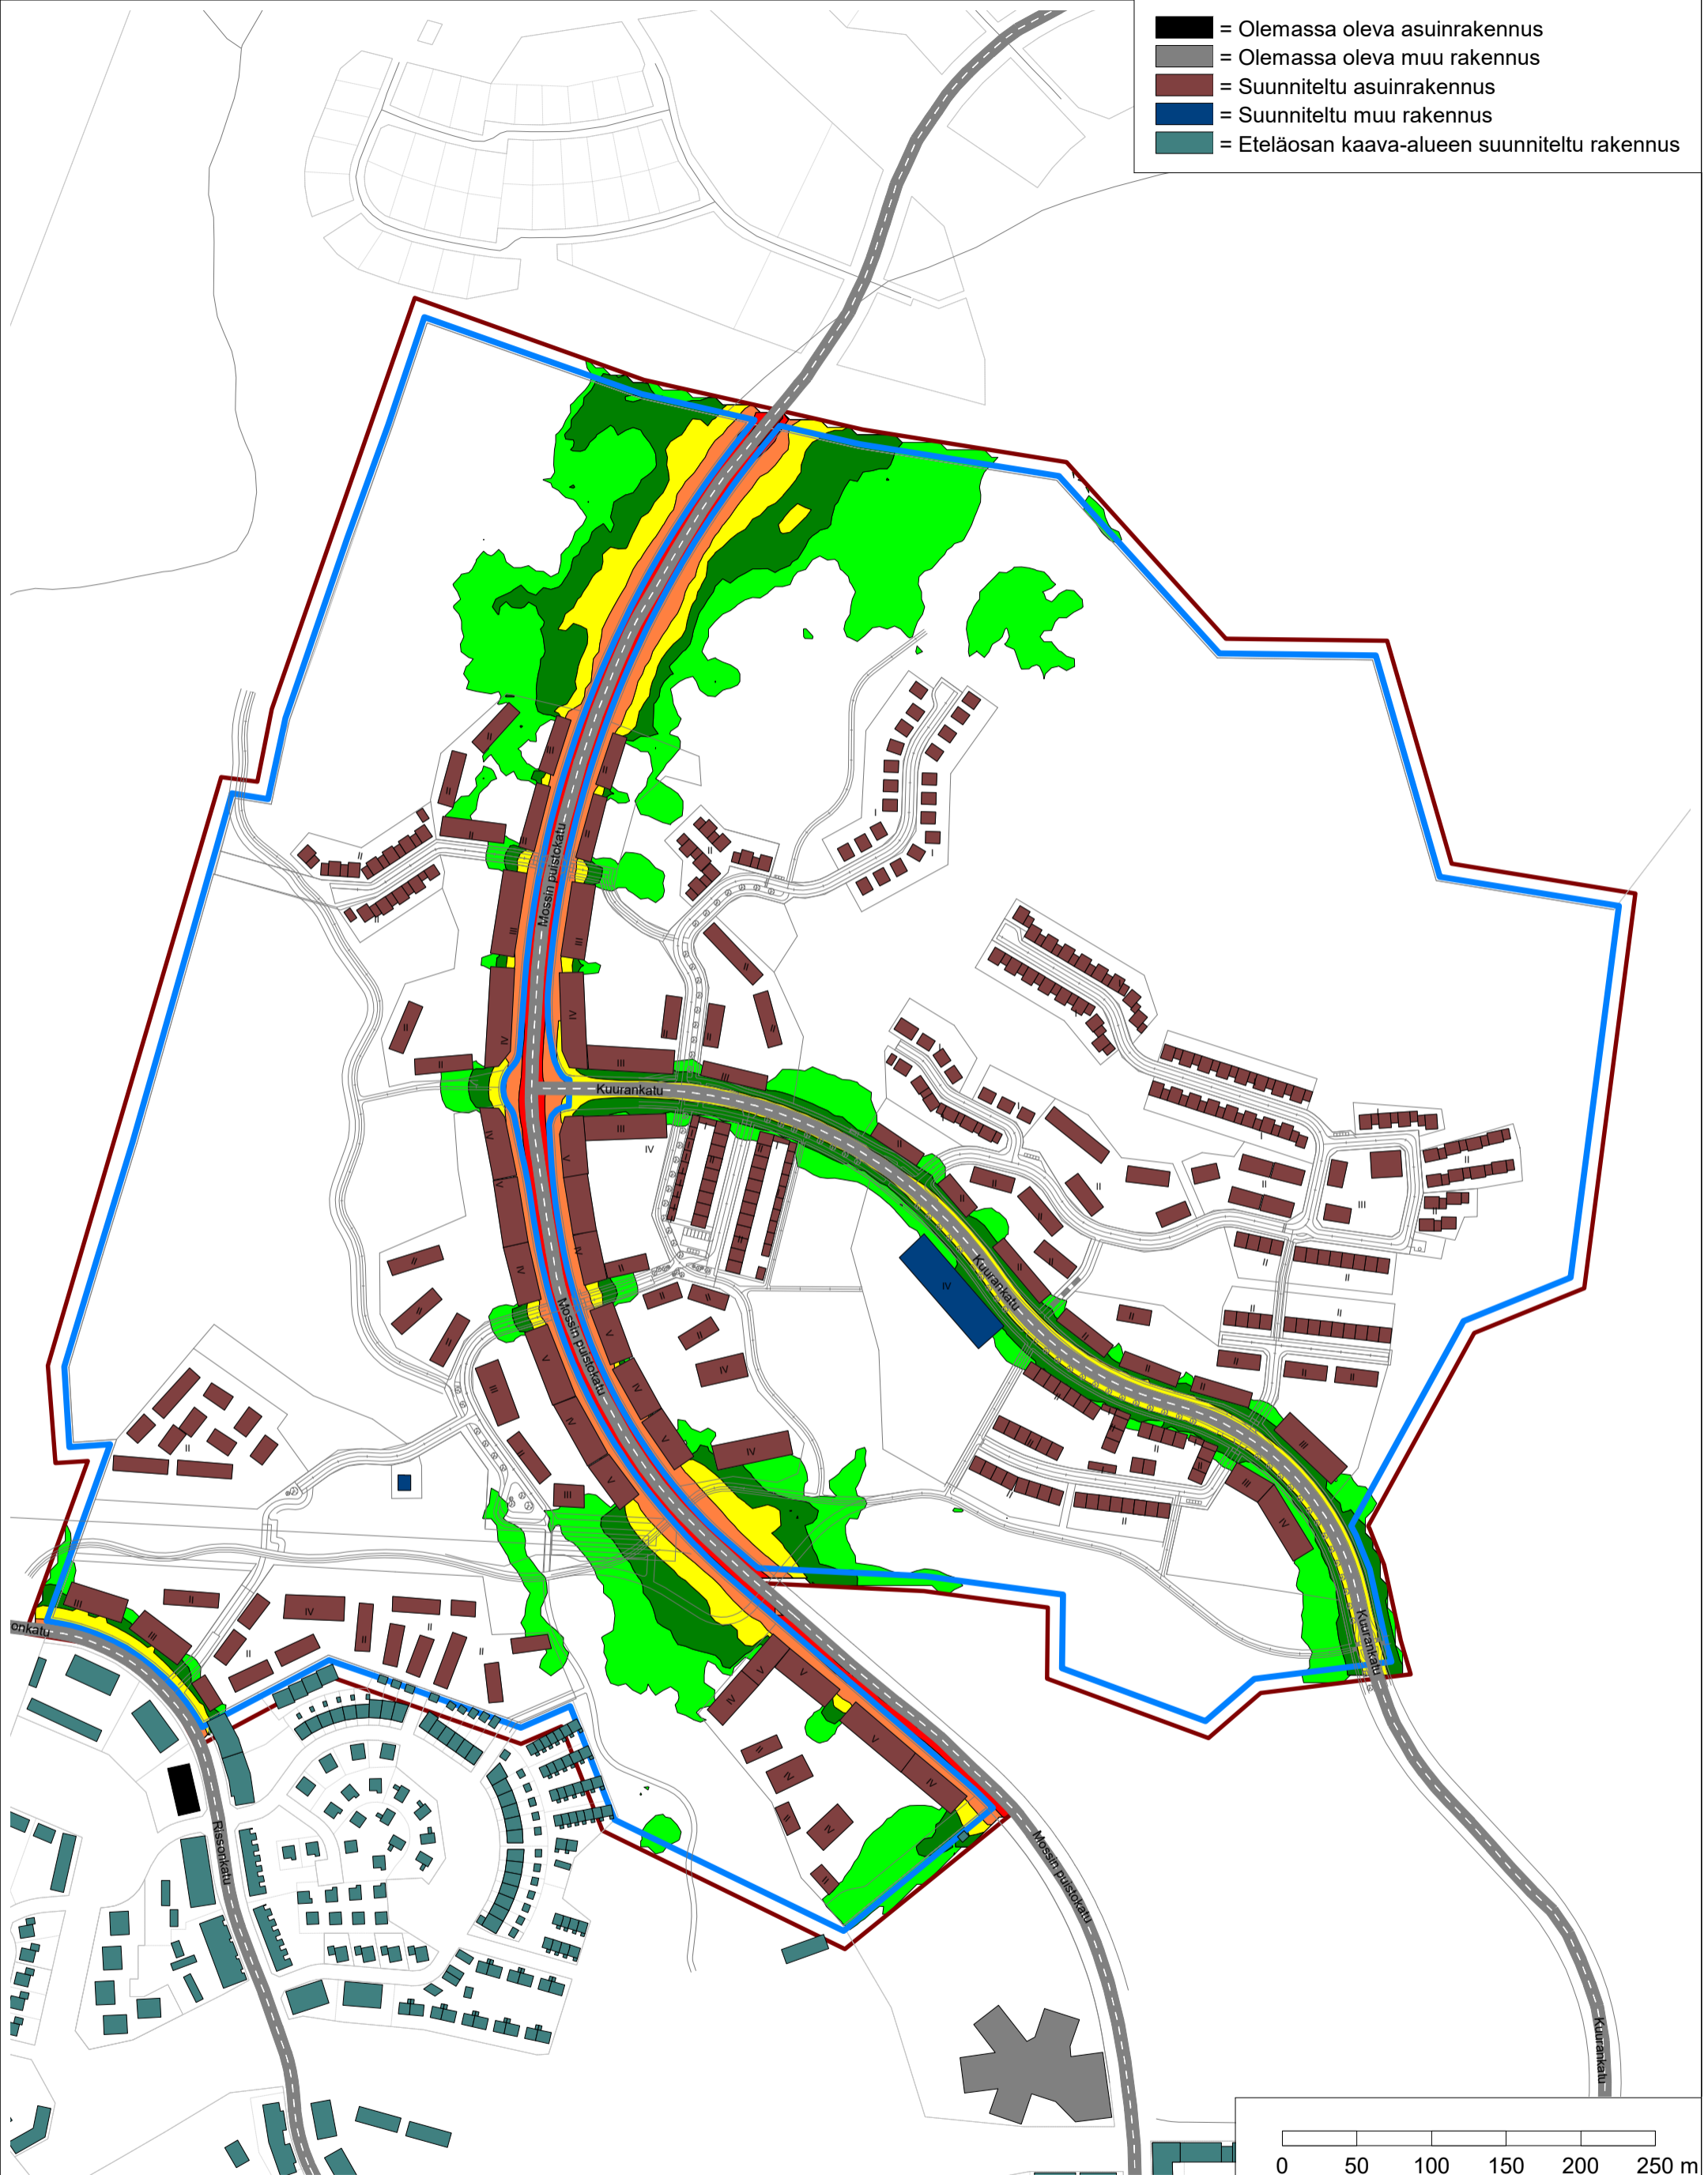 = Olemassa oleva asuinrakennus
= Olemassa oleva muu rakennus
= Suunniteltu asuinrakennus
= Suunniteltu muu rakennus
= Eteläosan kaava-alueen suunniteltu rakennus
Mossin puistokatu
Kuurankatu
Kuurankatu
Mossin puistokatu
Kuurankatu
onkatu
Rissonkatu
Mossin puistokatu
Kuurankatu
0 50 100 150 200 250 m